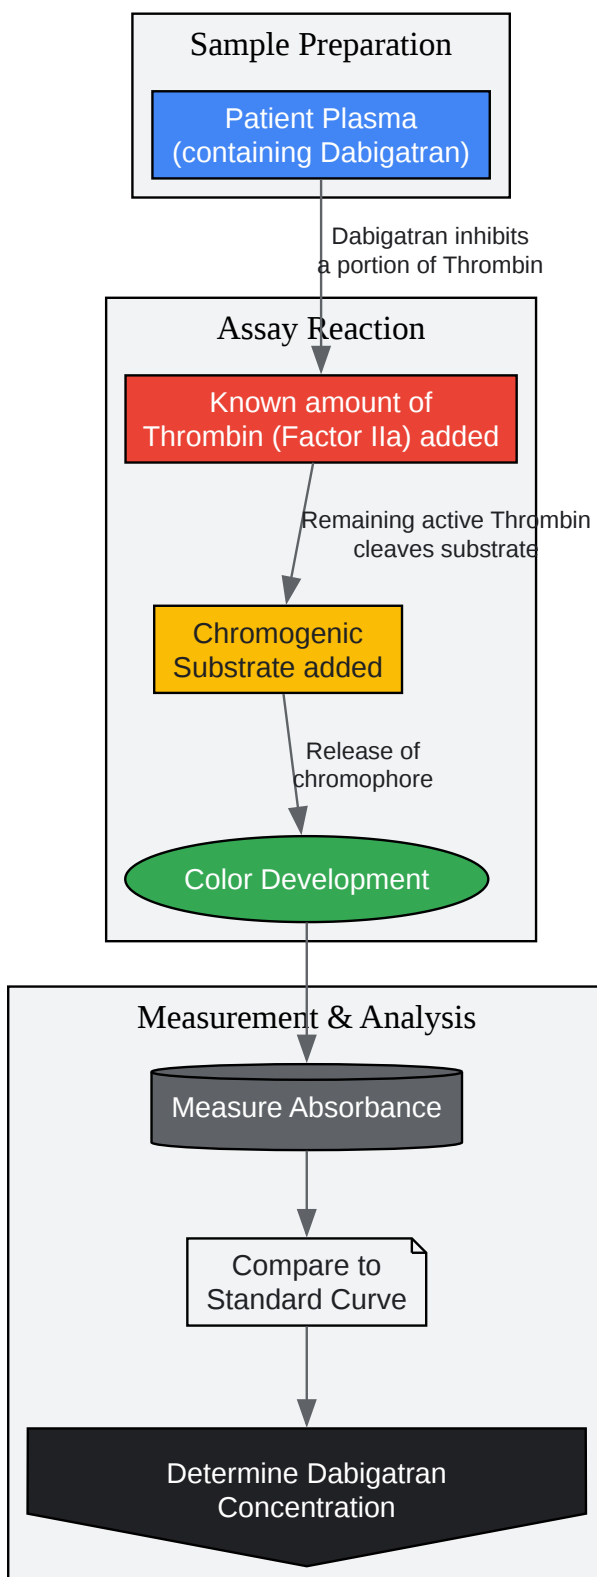 Sample Preparation
Patient Plasma
(containing Dabigatran)
Dabigatran inhibits
a portion of Thrombin
Assay Reaction
Known amount of
Thrombin (Factor IIa) added
Remaining active Thrombin
cleaves substrate
Chromogenic
Substrate added
Release of
chromophore
Color Development
Measurement & Analysis
Measure Absorbance
Compare to
Standard Curve
Determine Dabigatran
Concentration